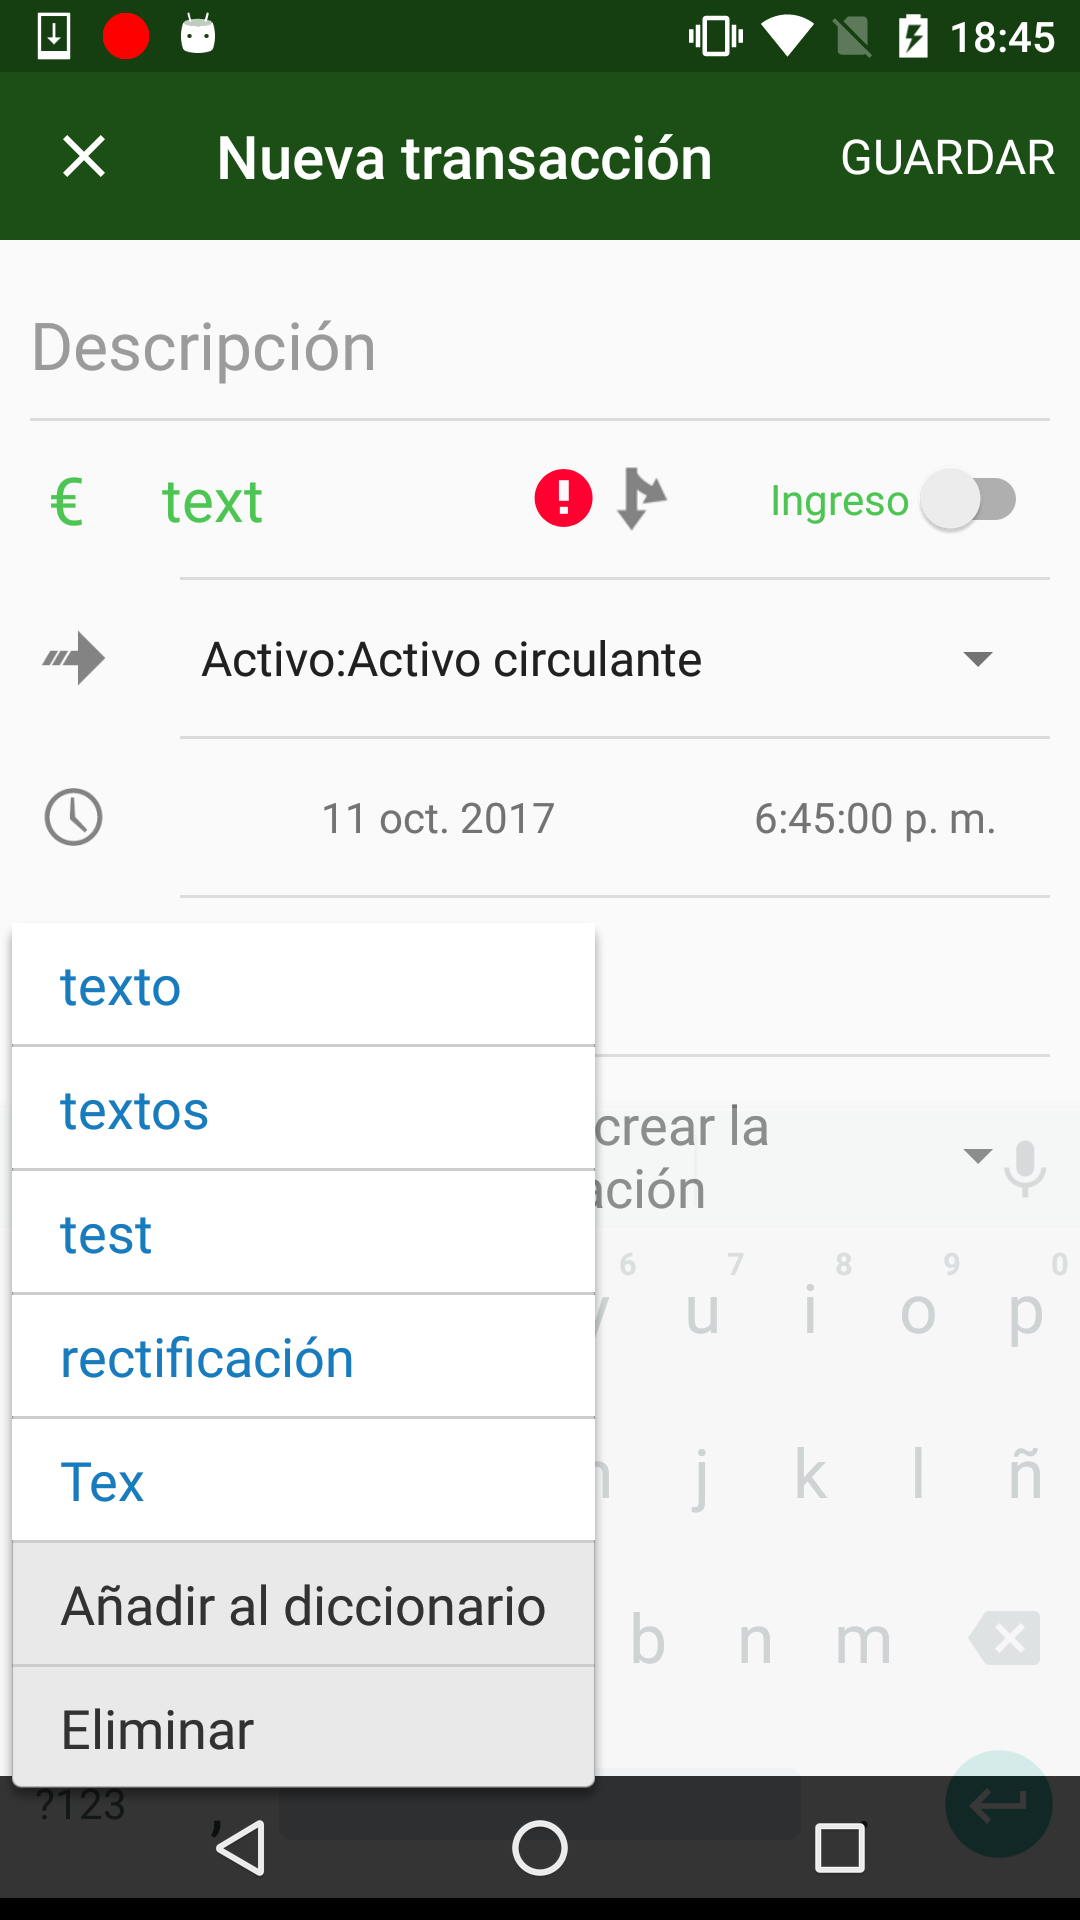 18:45
Nueva transacción
GUARDAR
Descripción
€ text ! Ingreso
Activo:Activo circulante
11 oct. 2017 6:45:00 p. m.
texto
textos
test
rectificación
Tex
Añadir al diccionario
Eliminar
crear la
ación
6 7 8 9 0
u i o p
j k l ñ
b n m
?123 ,